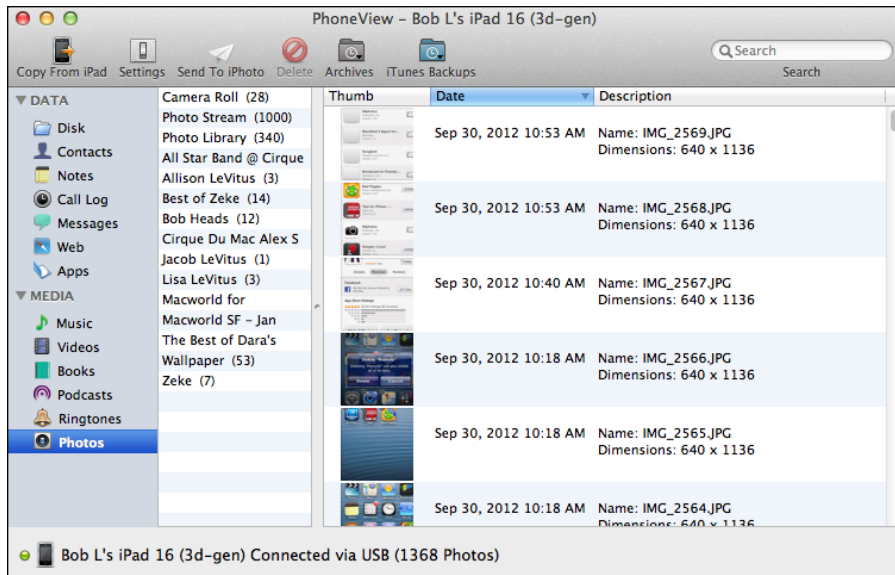 PhoneView – Bob L's iPad 16 (3d-gen)
Copy From iPad Settings Send To iPhoto Delete Archives iTunes Backups Search
Search
DATA
Disk
Contacts
Notes
Call Log
Messages
Web
Apps
MEDIA
Music
Videos
Books
Podcasts
Ringtones
Photos
Camera Roll (28)
Photo Stream (1000)
Photo Library (340)
All Star Band @ Cirque
Allison LeVitus (3)
Best of Zeke (14)
Bob Heads (12)
Cirque Du Mac Alex S
Jacob LeVitus (1)
Lisa LeVitus (3)
Macworld for
Macworld SF – Jan
The Best of Dara's
Wallpaper (53)
Zeke (7)
Thumb Date Description
Sep 30, 2012 10:53 AM Name: IMG_2569.JPG
Dimensions: 640 x 1136
Sep 30, 2012 10:53 AM Name: IMG_2568.JPG
Dimensions: 640 x 1136
Sep 30, 2012 10:40 AM Name: IMG_2567.JPG
Dimensions: 640 x 1136
Sep 30, 2012 10:18 AM Name: IMG_2566.JPG
Dimensions: 640 x 1136
Sep 30, 2012 10:18 AM Name: IMG_2565.JPG
Dimensions: 640 x 1136
Sep 30, 2012 10:18 AM Name: IMG_2564.JPG
Dimensions: 640 x 1136
Bob L's iPad 16 (3d-gen) Connected via USB (1368 Photos)